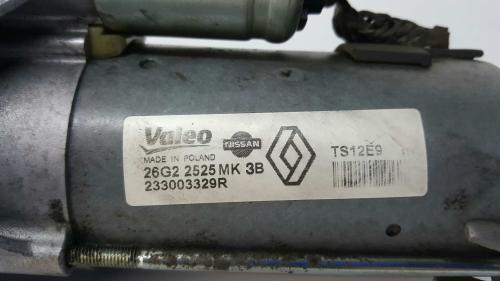 Valeo NISSAN TS12E9
MADE IN POLAND
26G2 2525 MK 3B
233003329R